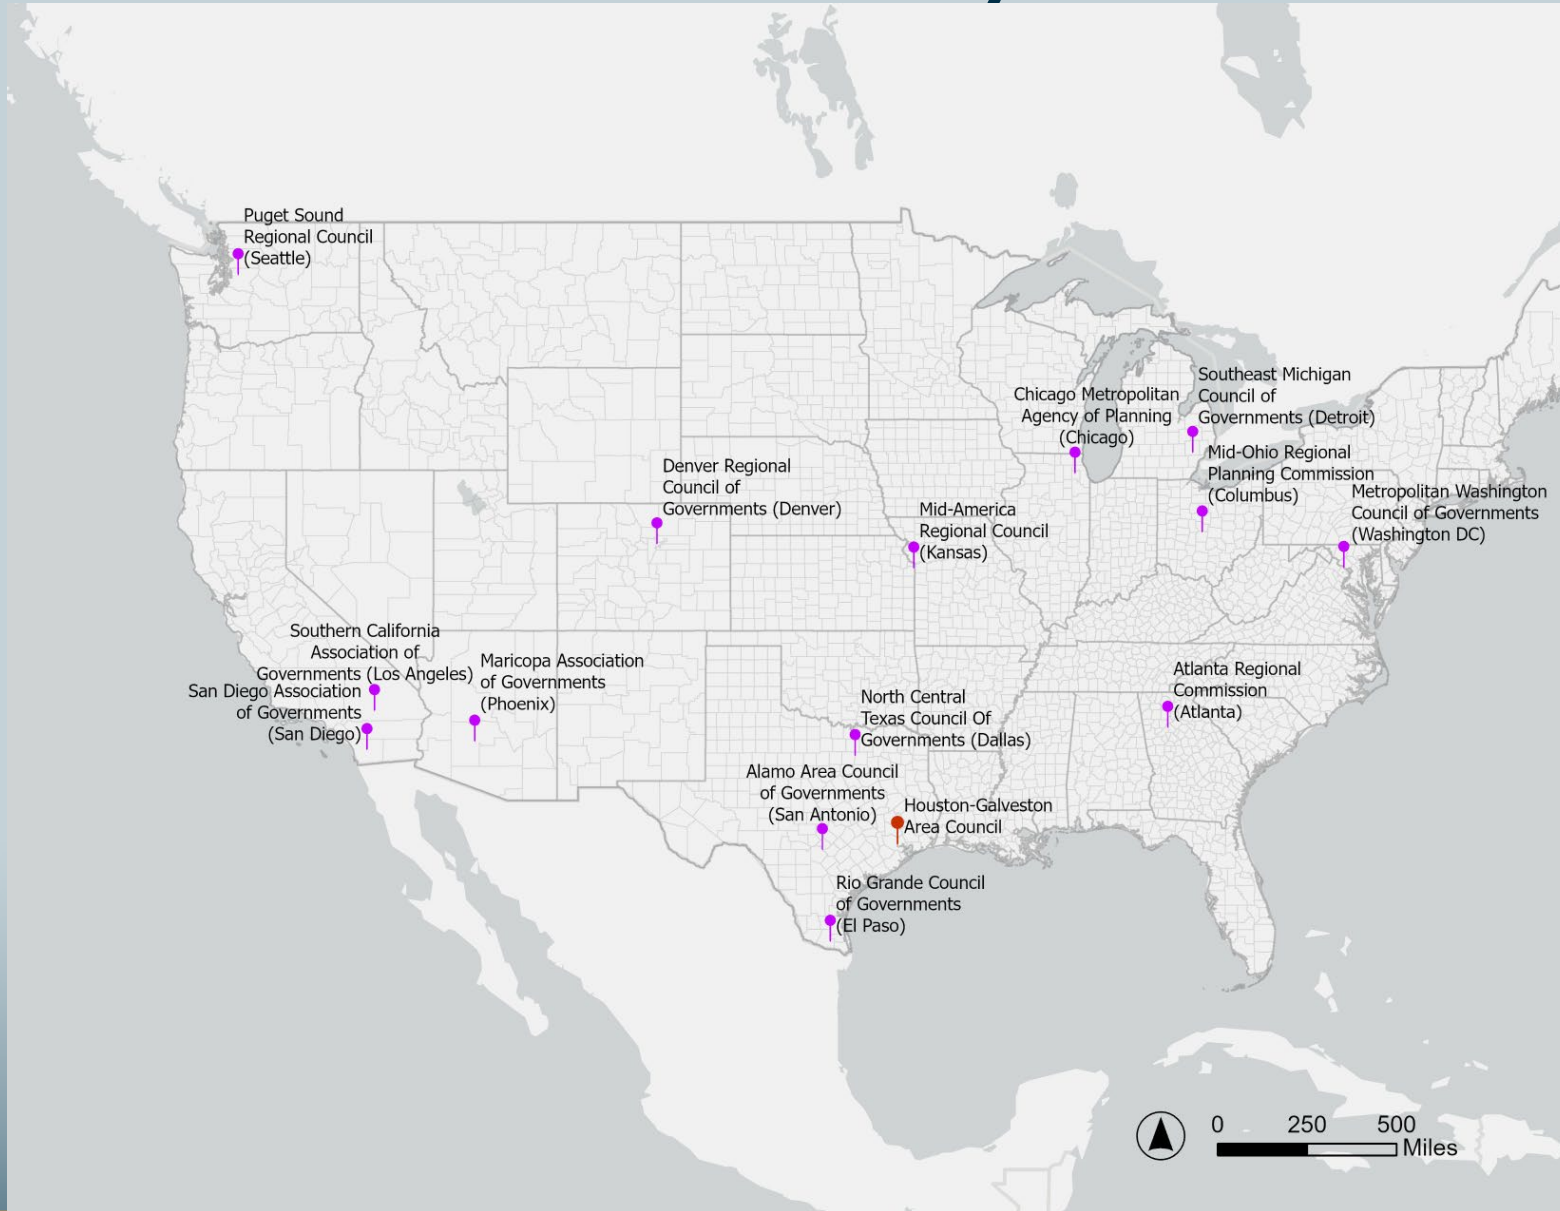 Puget Sound
Regional Council
(Seattle)
Southeast Michigan
Council of
Governments (Detroit)
Chicago Metropolitan
Agency of Planning
(Chicago)
Mid-Ohio Regional
Planning Commission
(Columbus)
Metropolitan Washington
Council of Governments
(Washington DC)
Denver Regional
Council of
Governments (Denver)
Mid-America
Regional Council
(Kansas)
Southern California
Association of
Governments (Los Angeles)
San Diego Association
of Governments
(San Diego)
Maricopa Association
of Governments
(Phoenix)
Atlanta Regional
Commission
(Atlanta)
North Central
Texas Council Of
Governments (Dallas)
Alamo Area Council
of Governments
(San Antonio)
Houston-Galveston
Area Council
Rio Grande Council
of Governments
(El Paso)
0 250 500
Miles